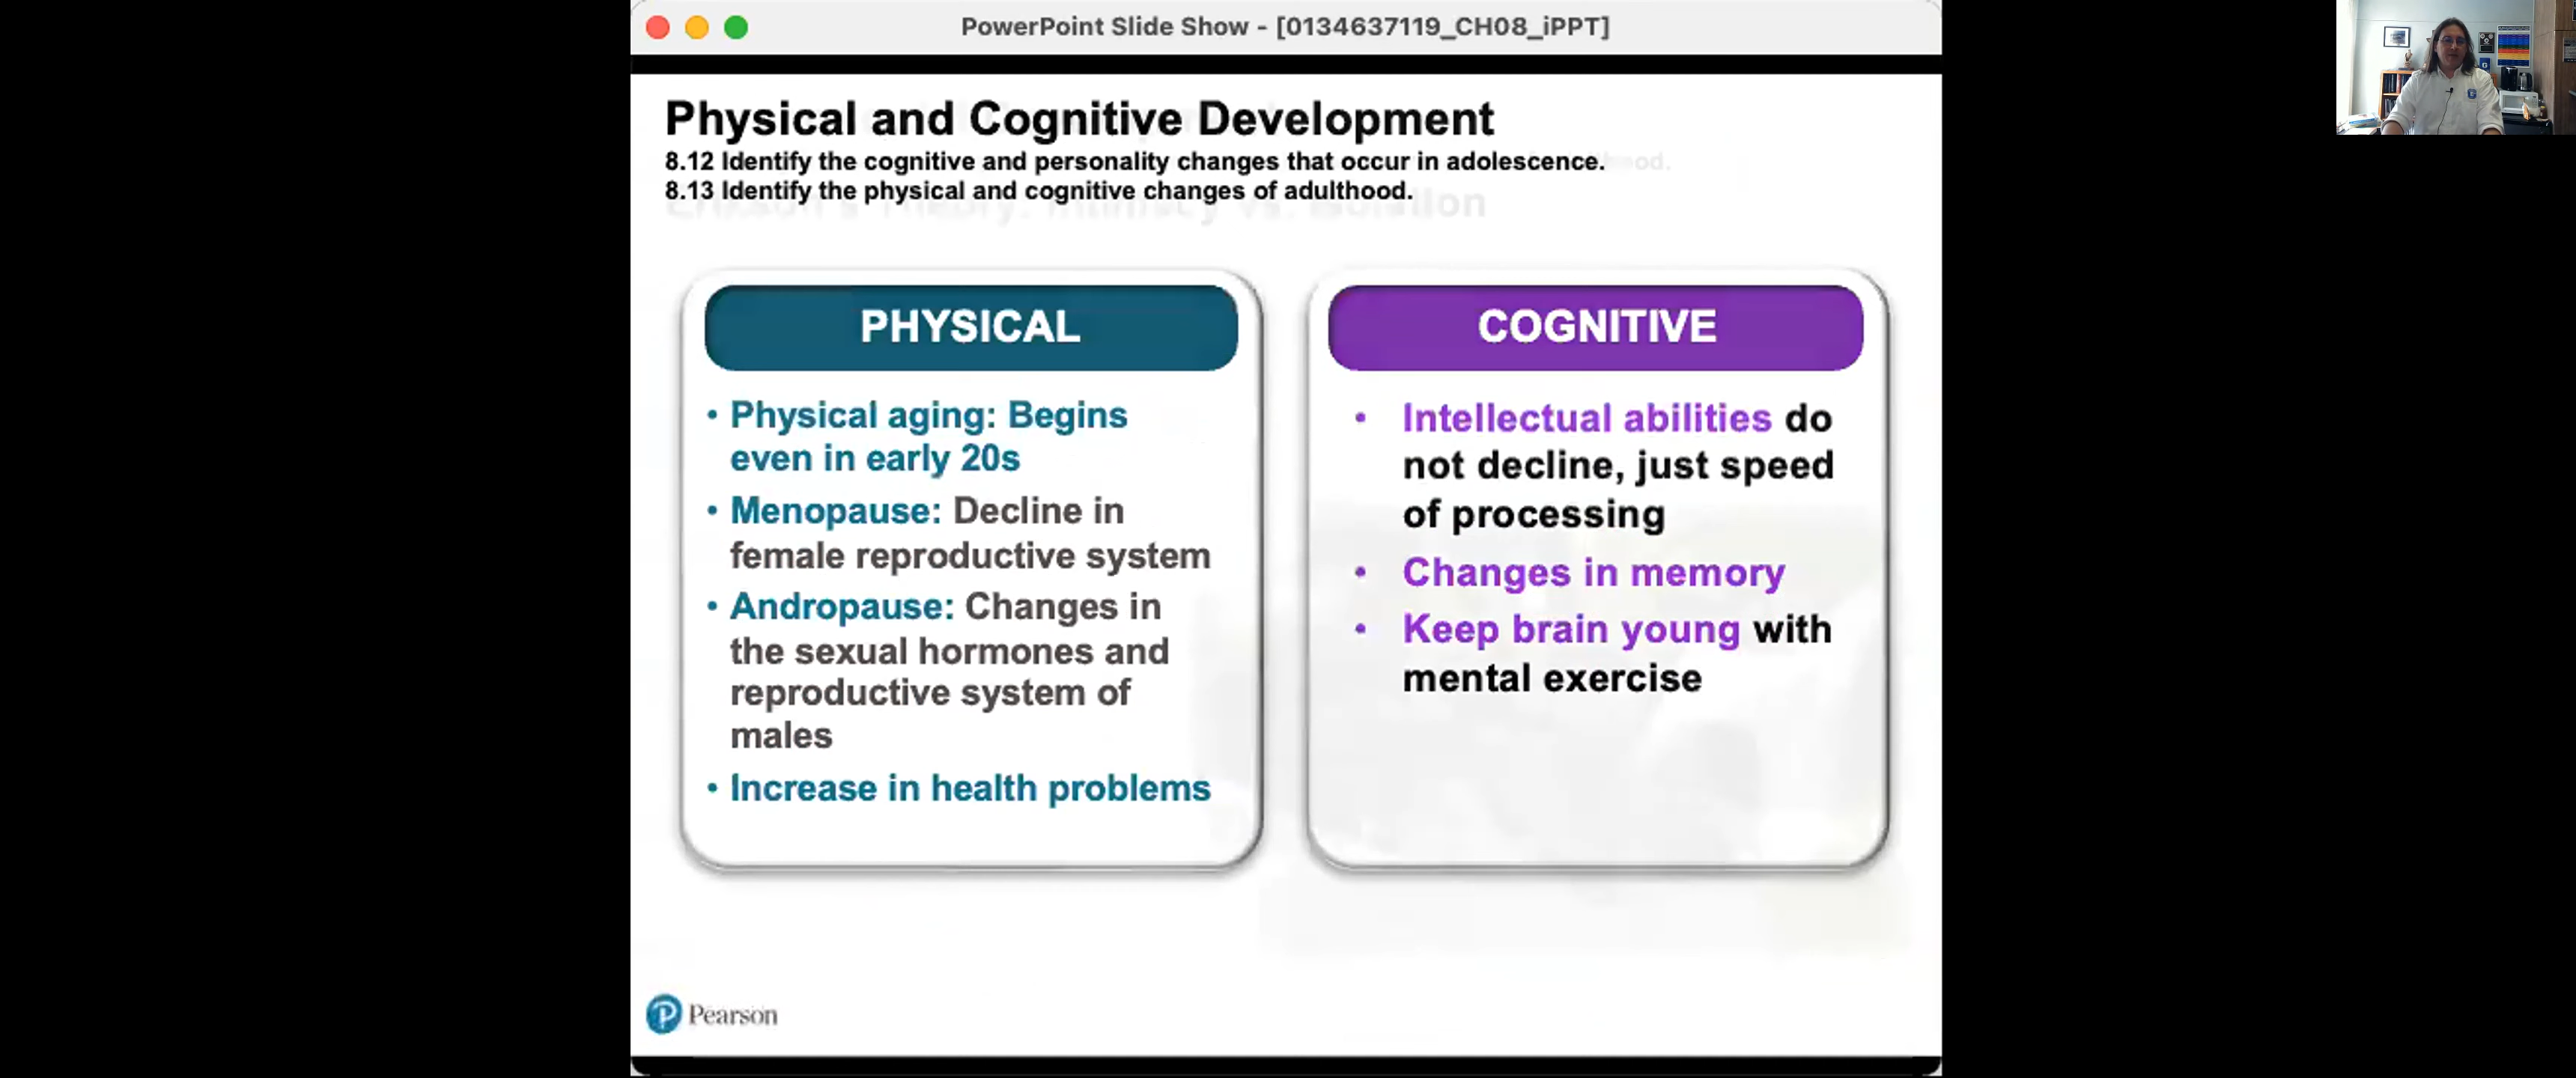 PowerPoint Slide Show - [0134637119_CH08_iPPT]
Physical and Cognitive Development
8.12 Identify the cognitive and personality changes that occur in adolescence.
8.13 Identify the physical and cognitive changes of adulthood.
PHYSICAL
• Physical aging: Begins
even in early 20s
• Menopause: Decline in
female reproductive system
• Andropause: Changes in
the sexual hormones and
reproductive system of
males
• Increase in health problems
COGNITIVE
• Intellectual abilities do
not decline, just speed
of processing
• Changes in memory
• Keep brain young with
mental exercise
Pearson